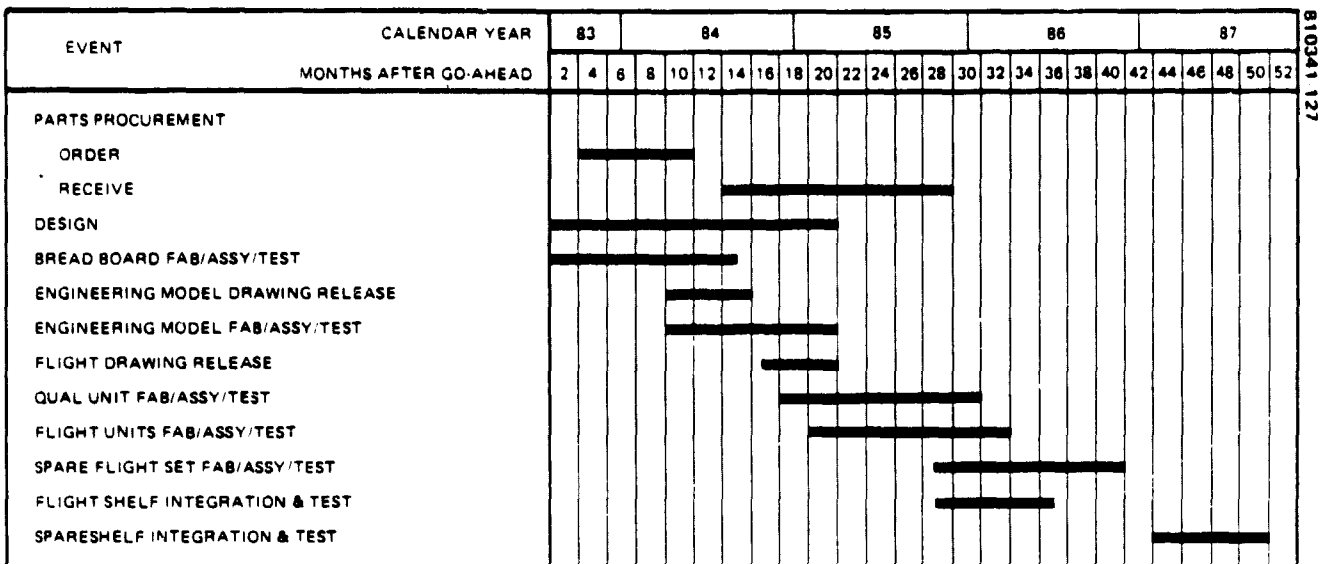 CALENDAR YEAR 83 84 85 86 87
EVENT
MONTHS AFTER GO-AHEAD 2 4 6 8 10 12 14 16 18 20 22 24 26 28 30 32 34 36 38 40 42 44 46 48 50 52
PARTS PROCUREMENT
ORDER
RECEIVE
DESIGN
BREAD BOARD FAB/ASSY/TEST
ENGINEERING MODEL DRAWING RELEASE
ENGINEERING MODEL FAB/ASSY/TEST
FLIGHT DRAWING RELEASE
QUAL UNIT FAB/ASSY/TEST
FLIGHT UNITS FAB/ASSY/TEST
SPARE FLIGHT SET FAB/ASSY/TEST
FLIGHT SHELF INTEGRATION & TEST
SPARESHELF INTEGRATION & TEST
810341 127